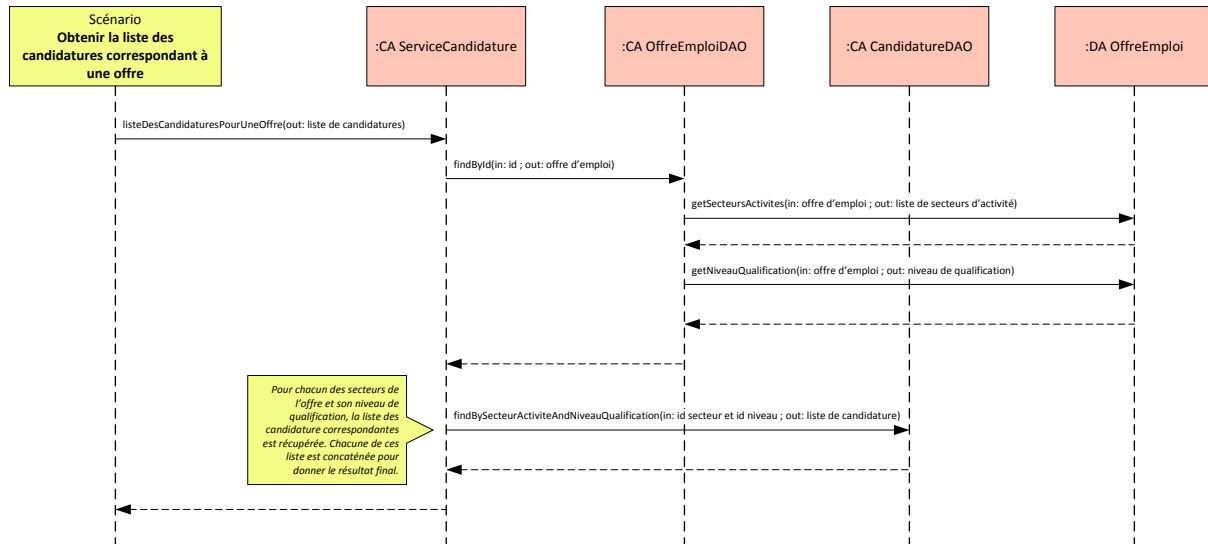 Scénario
Obtenir la liste des
candidatures correspondant à
une offre
:CA ServiceCandidature
:CA OffreEmploiDAO
:CA CandidatureDAO
:DA OffreEmploi
listeDesCandidaturesPourUneOffre(out: liste de candidatures)
findById(in: id ; out: offre d’emploi)
getSecteursActivites(in: offre d’emploi ; out: liste de secteurs d’activité)
getNiveauQualification(in: offre d’emploi ; out: niveau de qualification)
Pour chacun des secteurs de
l’offre et son niveau de
qualification, la liste des
candidature correspondantes
est récupérée. Chacune de ces
liste est concaténée pour
donner le résultat final.
findBySecteurActiviteAndNiveauQualification(in: id secteur et id niveau ; out: liste de candidature)